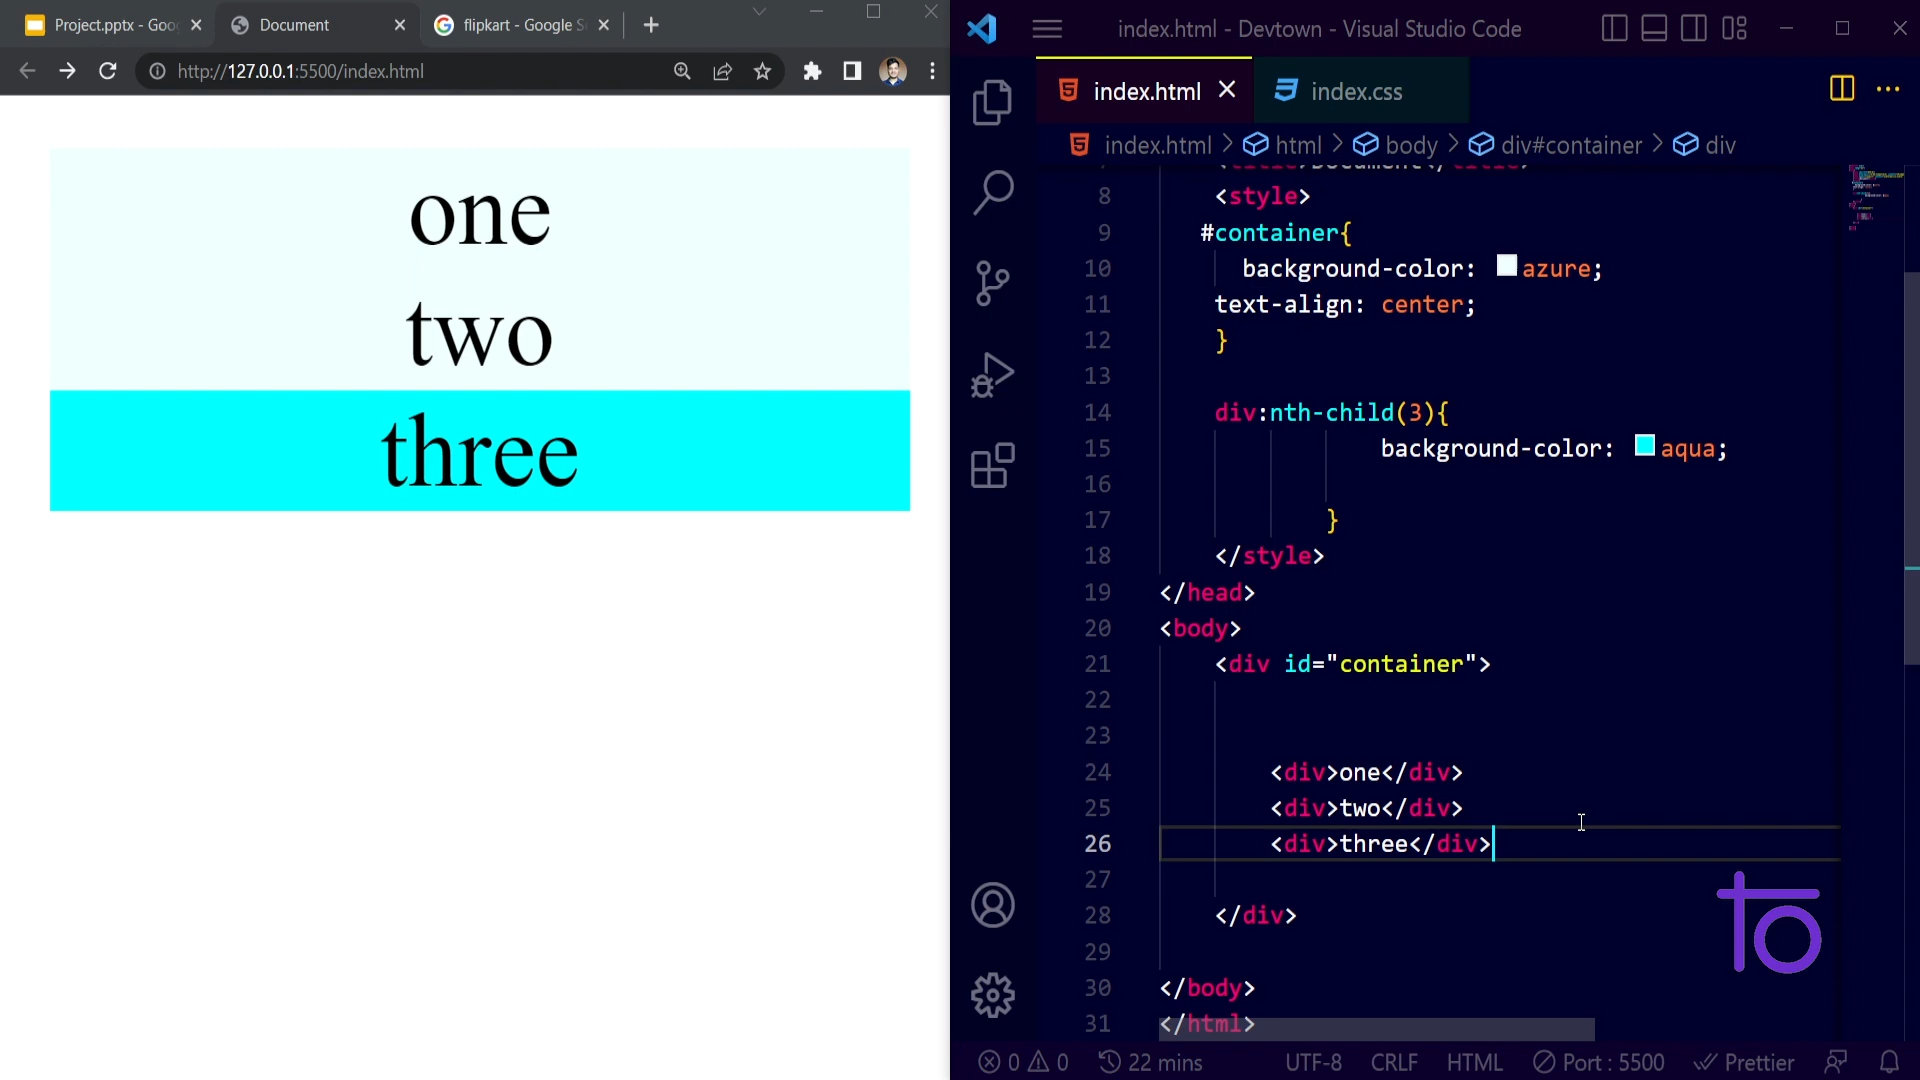 Project.pptx - Goo
Document
flipkart - Google S
http://127.0.0.1:5500/index.html
one
two
three
index.html - Devtown - Visual Studio Code
index.html
index.css
index.html > html > body > div#container > div
<title>Document</title>
8 <style>
9 #container{
10 background-color: azure;
11 text-align: center;
12 }
13
14 div:nth-child(3){
15 background-color: aqua;
16
17 }
18 </style>
19 </head>
20 <body>
21 <div id="container">
22
23
24 <div>one</div>
25 <div>two</div>
26 <div>three</div>
27
28 </div>
29
30 </body>
31 </html>
0 0 22 mins UTF-8 CRLF HTML Port : 5500 Prettier